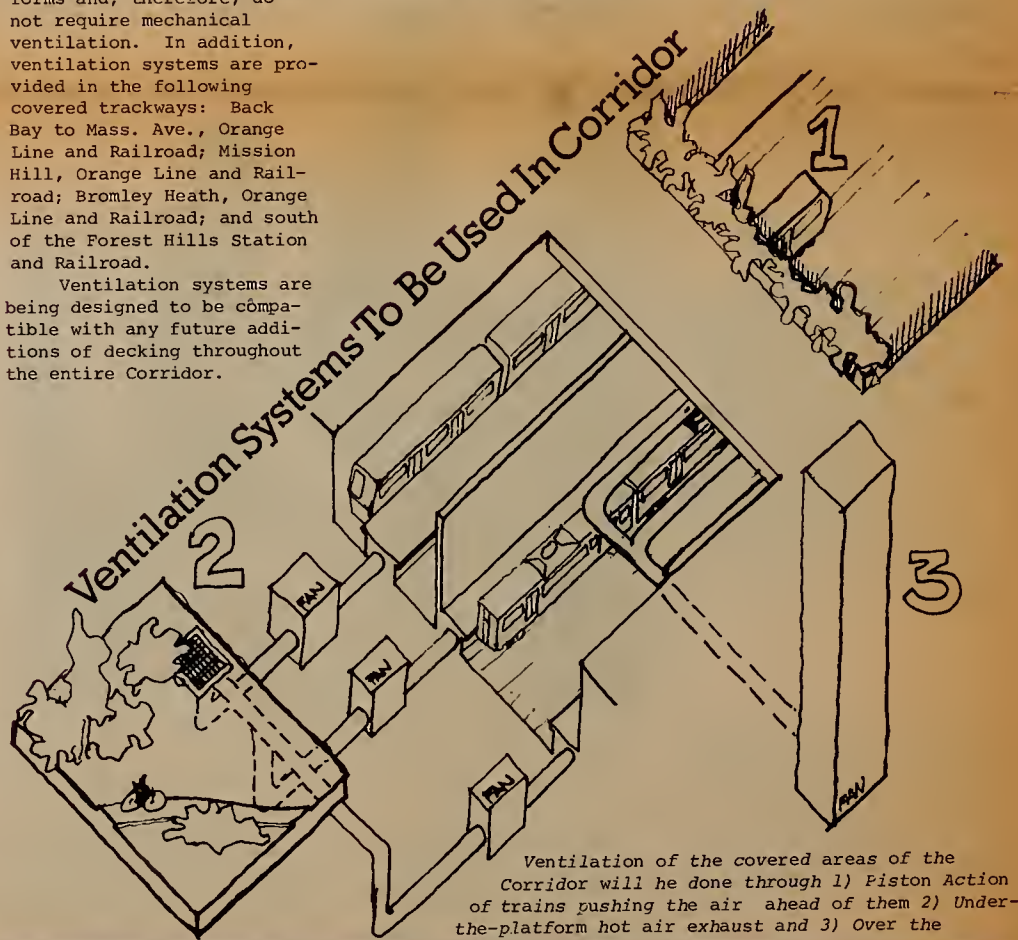 forms and, therefore, do
not require mechanical
ventilation. In addition,
ventilation systems are pro-
vided in the following
covered trackways: Back
Bay to Mass. Ave., Orange
Line and Railroad; Mission
Hill, Orange Line and Rail-
road; Bromley Heath, Orange
Line and Railroad; and south
of the Forest Hills Station
and Railroad.
Ventilation systems are
being designed to be compa-
tible with any future addi-
tions of decking throughout
the entire Corridor.
Ventilation Systems To Be Used In Corridor
1
2
FAN
FAN
FAN
3
FAN
Ventilation of the covered areas of the
Corridor will he done through 1) Piston Action
of trains pushing the air ahead of them 2) Under-
the-platform hot air exhaust and 3) Over the